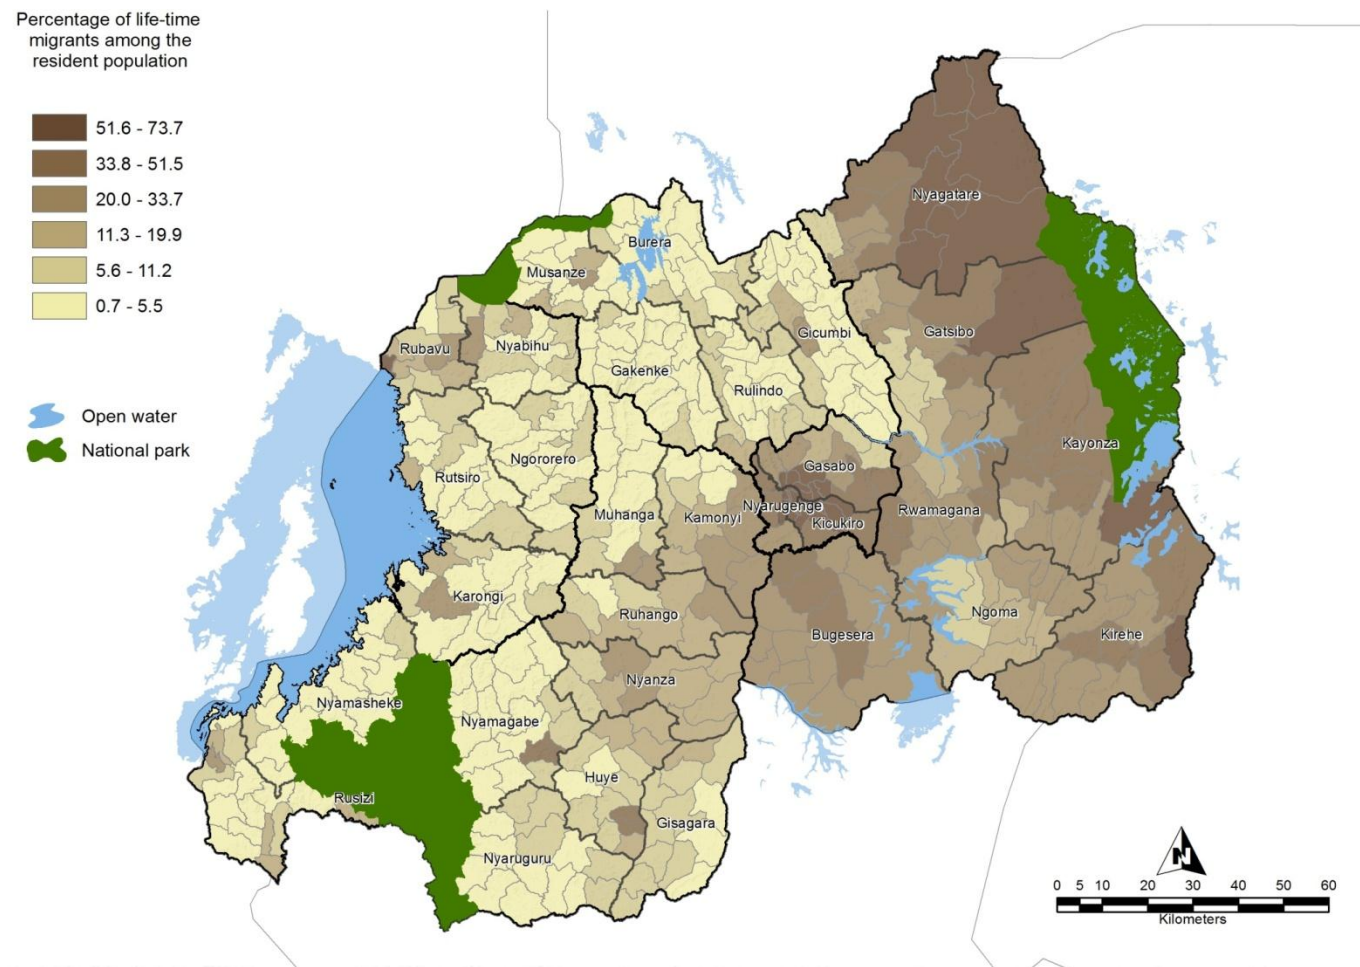 Percentage of life-time
migrants among the
resident population
51.6 - 73.7
33.8 - 51.5
20.0 - 33.7
11.3 - 19.9
5.6 - 11.2
0.7 - 5.5
Open water
National park
Nyagatare
Burera
Musanze
Gatsibo
Gicumbi
Rubavu
Nyabihu
Gakenke
Rulindo
Kayonza
Ngororero
Gasabo
Rutsiro
Nyarugenge
Rwamagana
Muhanga
Kamonyi
Kicukiro
Karongi
Ruhango
Ngoma
Bugesera
Kirehe
Nyanza
Nyamasheke
Nyamagabe
Huye
Rusizi
Gisagara
Nyaruguru
N
0 5 10 20 30 40 50 60
Kilometers